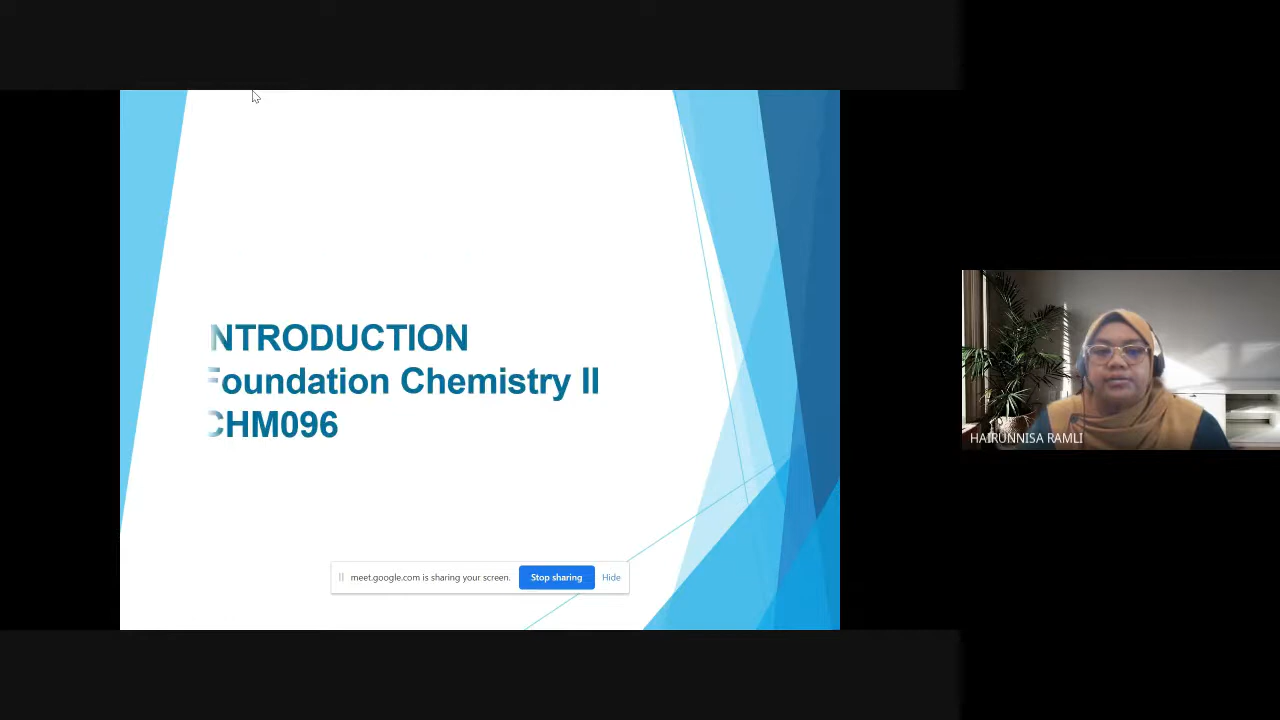 INTRODUCTION
Foundation Chemistry II
CHM096
meet.google.com is sharing your screen.
Stop sharing
Hide
HAIRUNNISA RAMLI